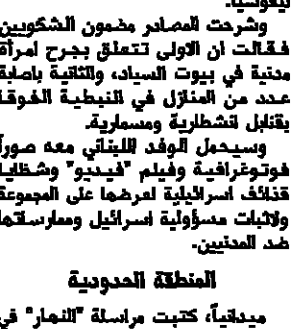 نيقوسيا.
وشرحت المصادر مضمون الشكويين
فقالت ان الاولى تتعلق بجرح امرأة
مدنية في بيوت السياد، والثانية باصابة
عدد من المنازل في النبطية الفوقا
بقنابل انشطارية ومسمارية.
وسيحمل الوفد اللبناني معه صوراً
فوتوغرافية وفيلم "فيديو" وشظايا
قذائف اسرائيلية لعرضها على المجموعة
ولاثبات مسؤولية اسرائيل وممارساتها
ضد المدنيين.
المنطقة الحدودية
ميدانياً، كتبت مراسلة "النهار" في